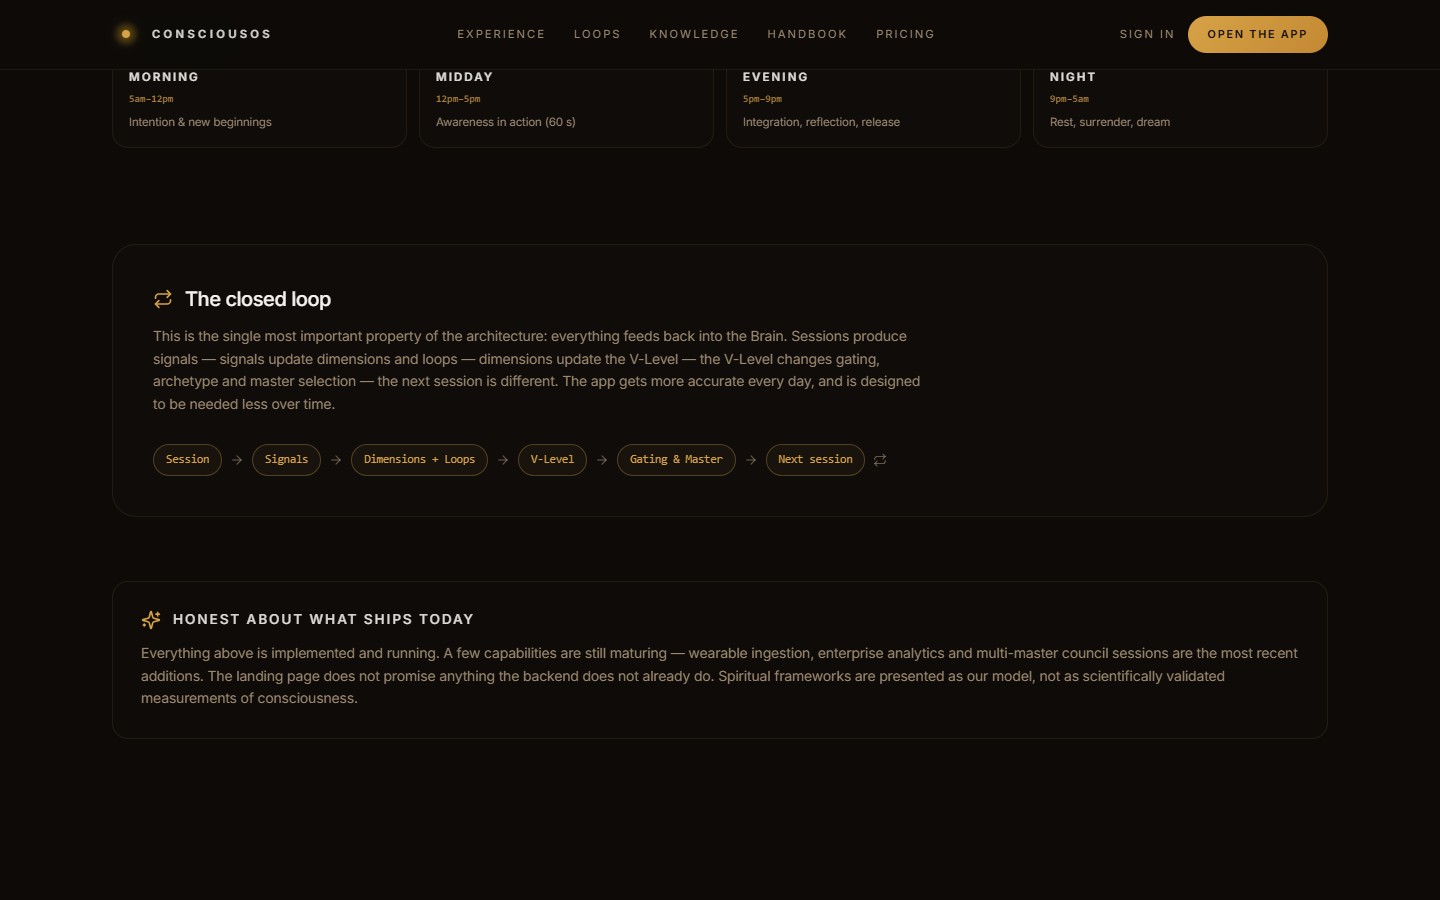 CONSCIOUSOS
EXPERIENCE LOOPS KNOWLEDGE HANDBOOK PRICING
SIGN IN OPEN THE APP
MORNING
5am–12pm
Intention & new beginnings
MIDDAY
12pm–5pm
Awareness in action (60 s)
EVENING
5pm–9pm
Integration, reflection, release
NIGHT
9pm–5am
Rest, surrender, dream
The closed loop
This is the single most important property of the architecture: everything feeds back into the Brain. Sessions produce
signals — signals update dimensions and loops — dimensions update the V-Level — the V-Level changes gating,
archetype and master selection — the next session is different. The app gets more accurate every day, and is designed
to be needed less over time.
Session → Signals → Dimensions + Loops → V-Level → Gating & Master → Next session
HONEST ABOUT WHAT SHIPS TODAY
Everything above is implemented and running. A few capabilities are still maturing — wearable ingestion, enterprise analytics and multi-master council sessions are the most recent
additions. The landing page does not promise anything the backend does not already do. Spiritual frameworks are presented as our model, not as scientifically validated
measurements of consciousness.